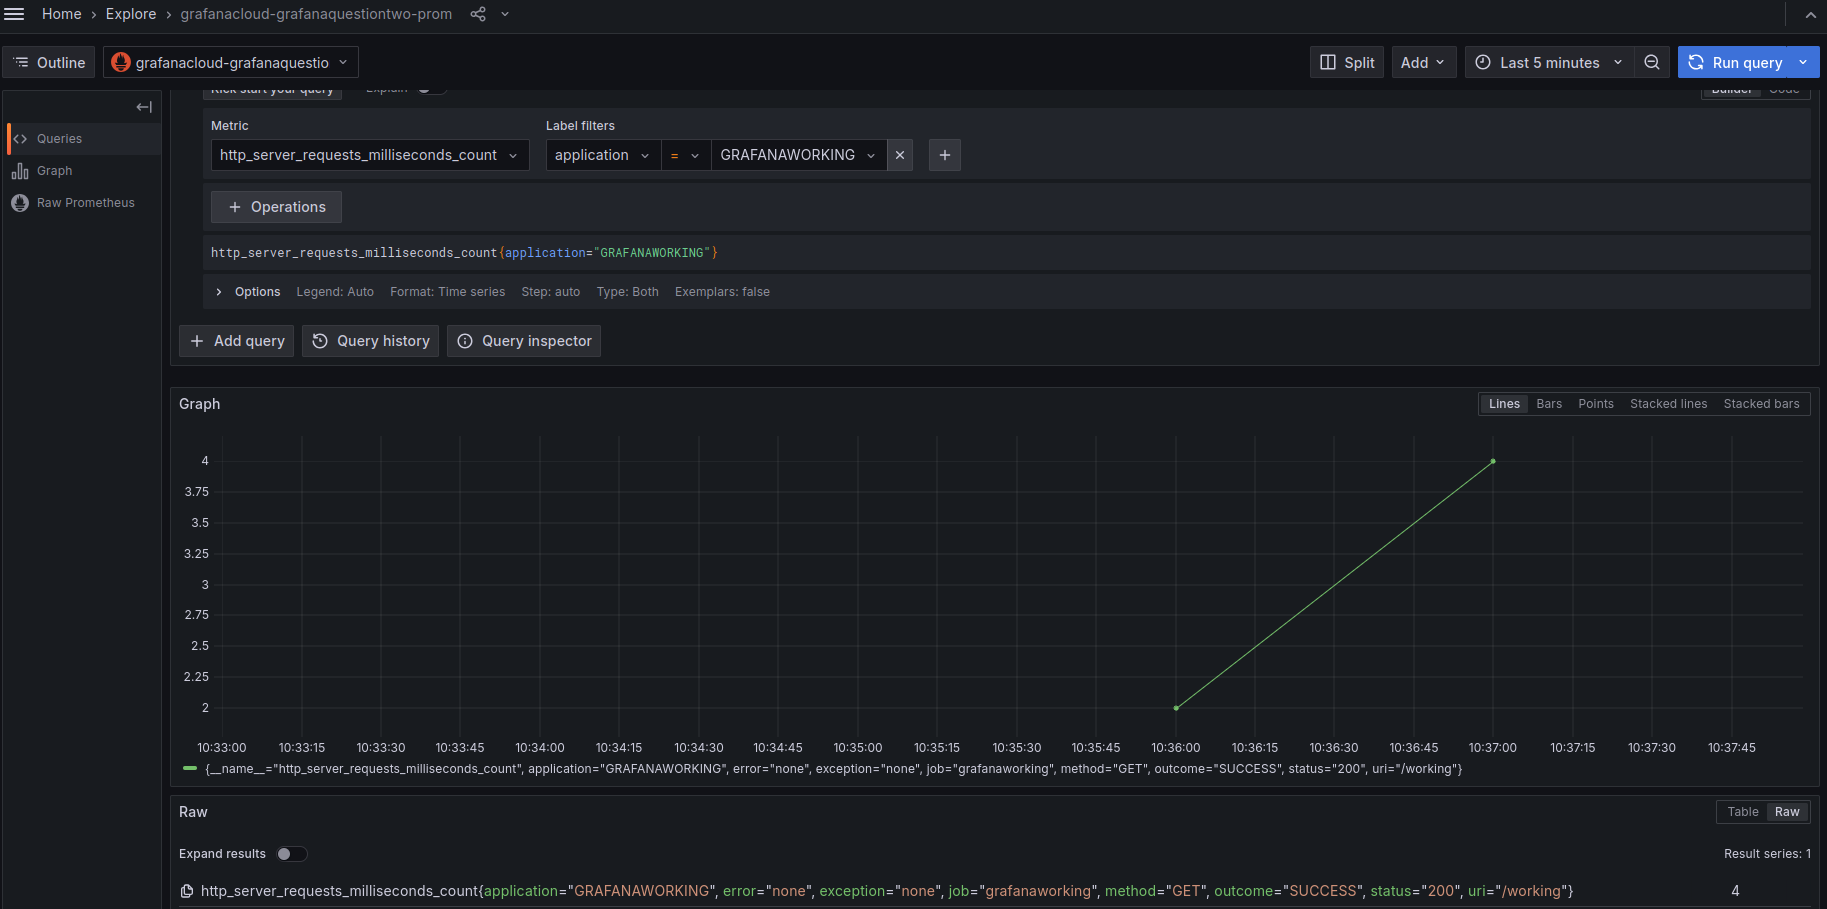 Home › Explore › grafanacloud-grafanaquestiontwo-prom
Outline grafanacloud-grafanaquestio Split Add Last 5 minutes Run query
Kick start your query Explain Builder Code
Queries
Graph
Raw Prometheus
Metric Label filters
http_server_requests_milliseconds_count application = GRAFANAWORKING × +
+ Operations
http_server_requests_milliseconds_count{application="GRAFANAWORKING"}
Options Legend: Auto Format: Time series Step: auto Type: Both Exemplars: false
+ Add query Query history Query inspector
Graph Lines Bars Points Stacked lines Stacked bars
4
3.75
3.5
3.25
3
2.75
2.5
2.25
2
10:33:00 10:33:15 10:33:30 10:33:45 10:34:00 10:34:15 10:34:30 10:34:45 10:35:00 10:35:15 10:35:30 10:35:45 10:36:00 10:36:15 10:36:30 10:36:45 10:37:00 10:37:15 10:37:30 10:37:45
{__name__="http_server_requests_milliseconds_count", application="GRAFANAWORKING", error="none", exception="none", job="grafanaworking", method="GET", outcome="SUCCESS", status="200", uri="/working"}
Raw Table Raw
Expand results Result series: 1
http_server_requests_milliseconds_count{application="GRAFANAWORKING", error="none", exception="none", job="grafanaworking", method="GET", outcome="SUCCESS", status="200", uri="/working"} 4